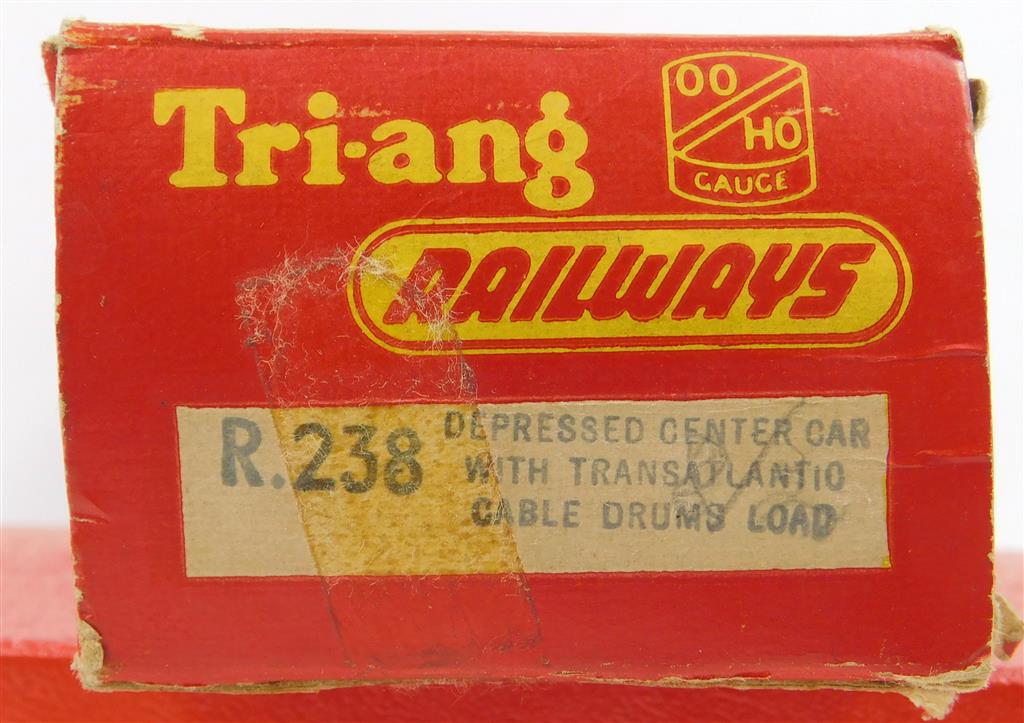 Tri-ang
OO
HO
GAUGE
RAILWAYS
R.238
DEPRESSED CENTER CAR
WITH TRANSATLANTIC
CABLE DRUMS LOAD